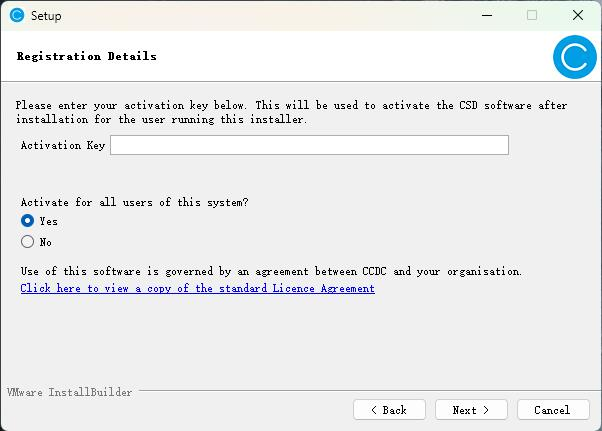 Setup
Registration Details
Please enter your activation key below. This will be used to activate the CSD software after
installation for the user running this installer.
Activation Key
Activate for all users of this system?
Yes
No
Use of this software is governed by an agreement between CCDC and your organisation.
Click here to view a copy of the standard Licence Agreement
VMware InstallBuilder
< Back
Next >
Cancel